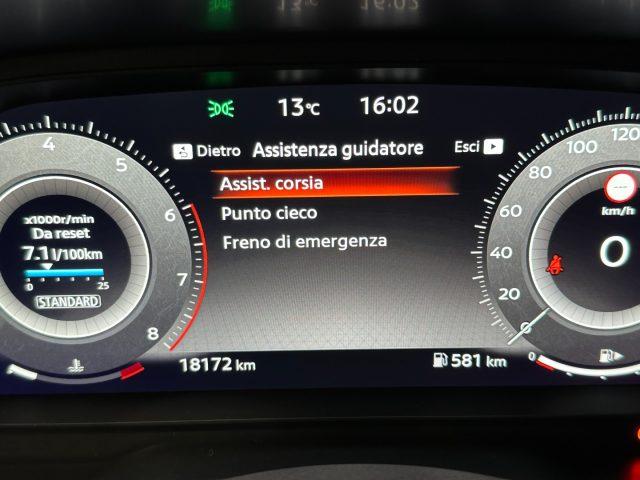 13°C 16:02
Dietro Assistenza guidatore Esci
Assist. corsia
Punto cieco
Freno di emergenza
4
5
6
7
8
x1000r/min
Da reset
7.1 l/100km
0 25
STANDARD
120
100
80
60
40
20
0
---
km/h
0
18172 km
581 km
0